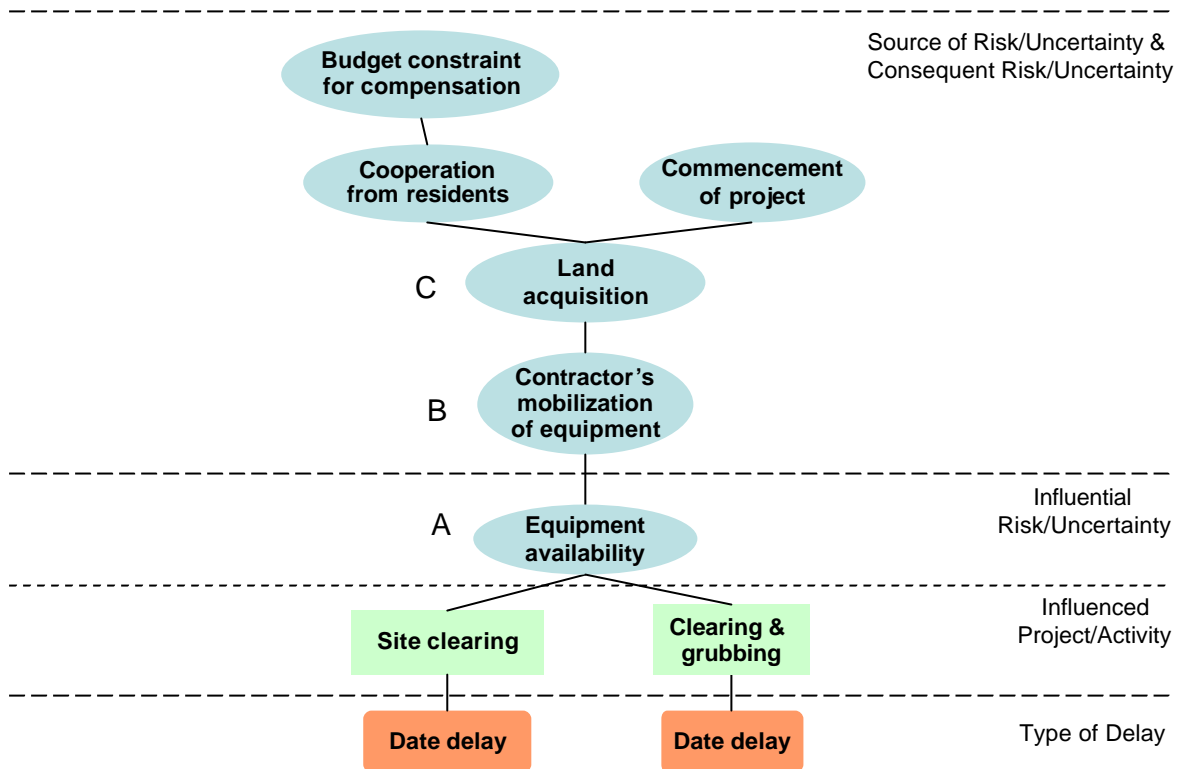 Source of Risk/Uncertainty &
Consequent Risk/Uncertainty
Budget constraint
for compensation
Cooperation
from residents
Commencement
of project
C
Land
acquisition
B
Contractor's
mobilization
of equipment
Influential
Risk/Uncertainty
A
Equipment
availability
Influenced
Project/Activity
Site clearing
Clearing &
grubbing
Type of Delay
Date delay
Date delay